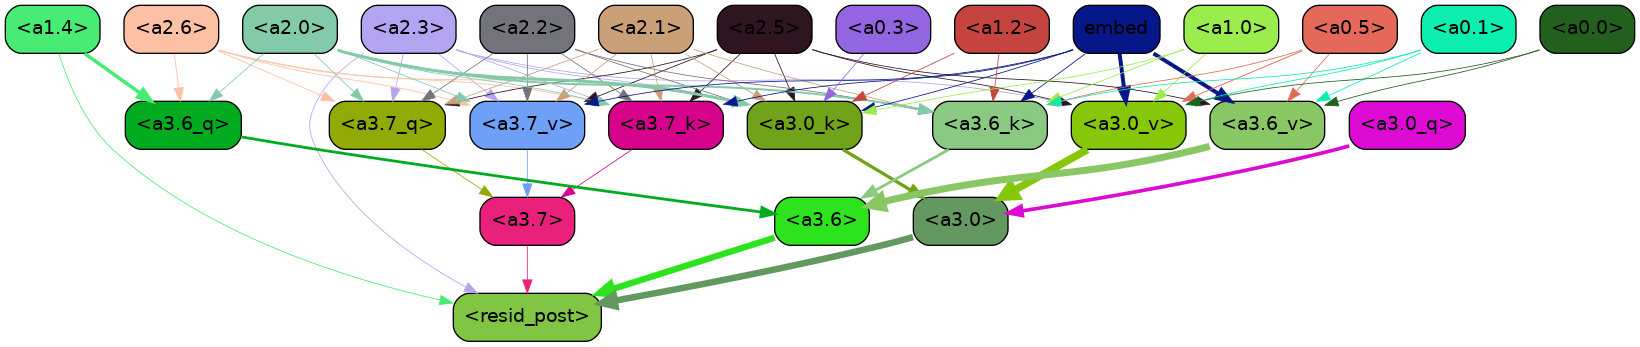 <a1.4> <a2.6> <a2.0> <a2.3> <a2.2> <a2.1> <a2.5> <a0.3> <a1.2> embed <a1.0> <a0.5> <a0.1> <a0.0>
<a3.6_q> <a3.7_q> <a3.7_v> <a3.7_k> <a3.0_k> <a3.6_k> <a3.0_v> <a3.6_v> <a3.0_q>
<a3.7> <a3.6> <a3.0>
<resid_post>